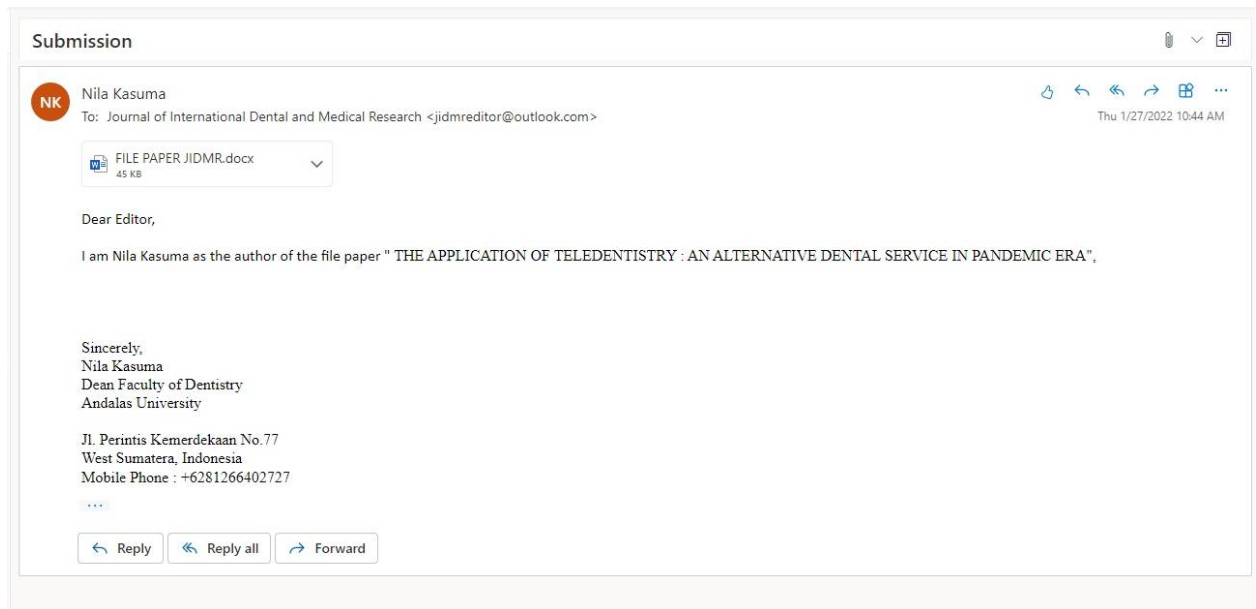 Submission
NK
Nila Kasuma
To: Journal of International Dental and Medical Research <jidmreditor@outlook.com>
Thu 1/27/2022 10:44 AM
FILE PAPER JIDMR.docx
45 KB
Dear Editor,
I am Nila Kasuma as the author of the file paper " THE APPLICATION OF TELEDENTISTRY : AN ALTERNATIVE DENTAL SERVICE IN PANDEMIC ERA",
Sincerely,
Nila Kasuma
Dean Faculty of Dentistry
Andalas University
Jl. Perintis Kemerdekaan No.77
West Sumatera, Indonesia
Mobile Phone : +6281266402727
...
Reply
Reply all
Forward